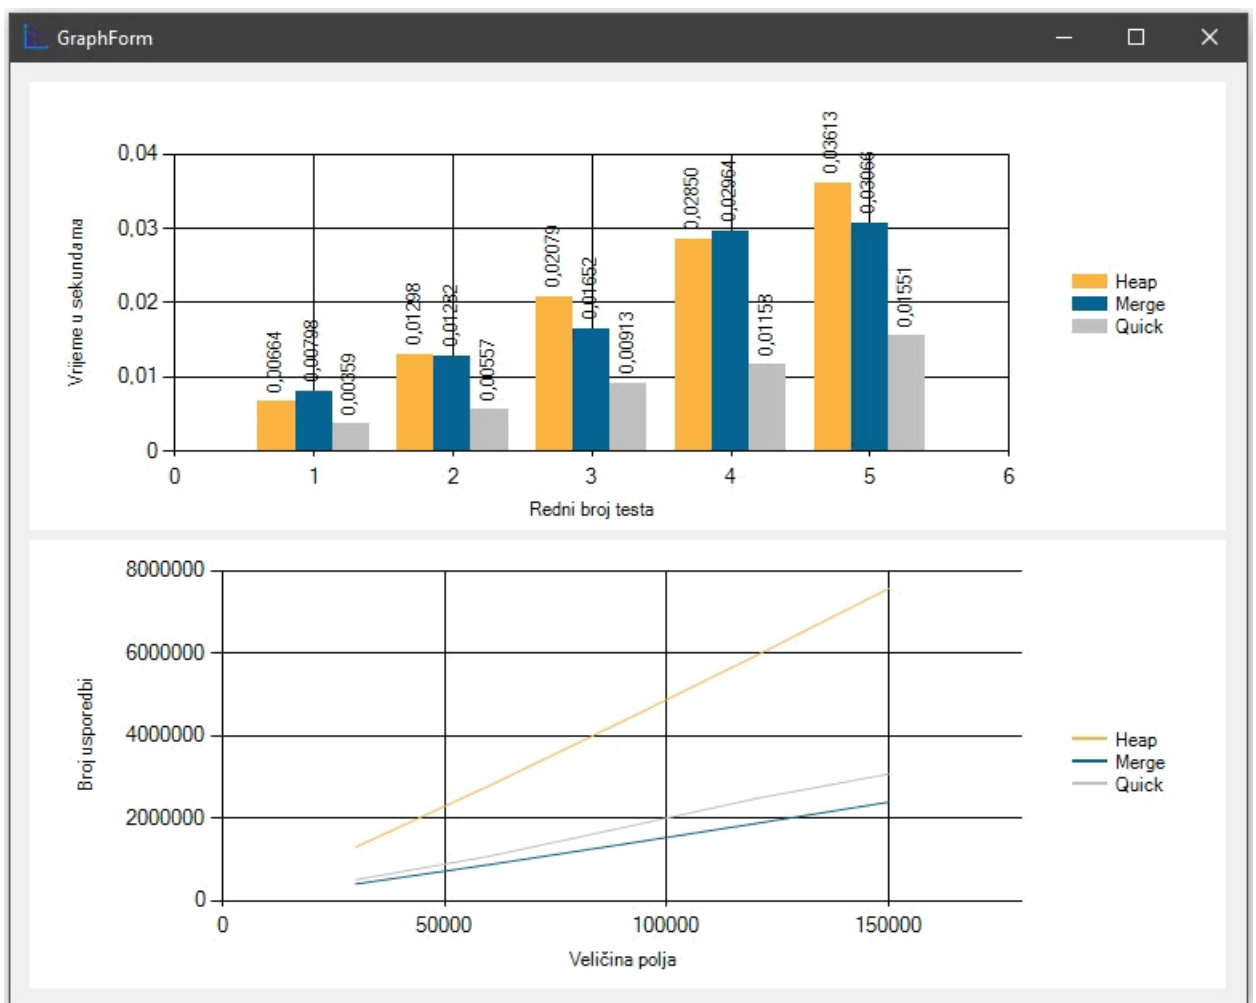 GraphForm
0.04
0.03
0.02
0.01
0
Vrijeme u sekundama
0,00664
0,00798
0,00359
0,01298
0,01282
0,00557
0,02079
0,01652
0,00913
0,02850
0,02964
0,01158
0,03613
0,03066
0,01551
0 1 2 3 4 5 6
Redni broj testa
Heap
Merge
Quick
8000000
6000000
4000000
2000000
0
Broj usporedbi
0 50000 100000 150000
Veličina polja
Heap
Merge
Quick